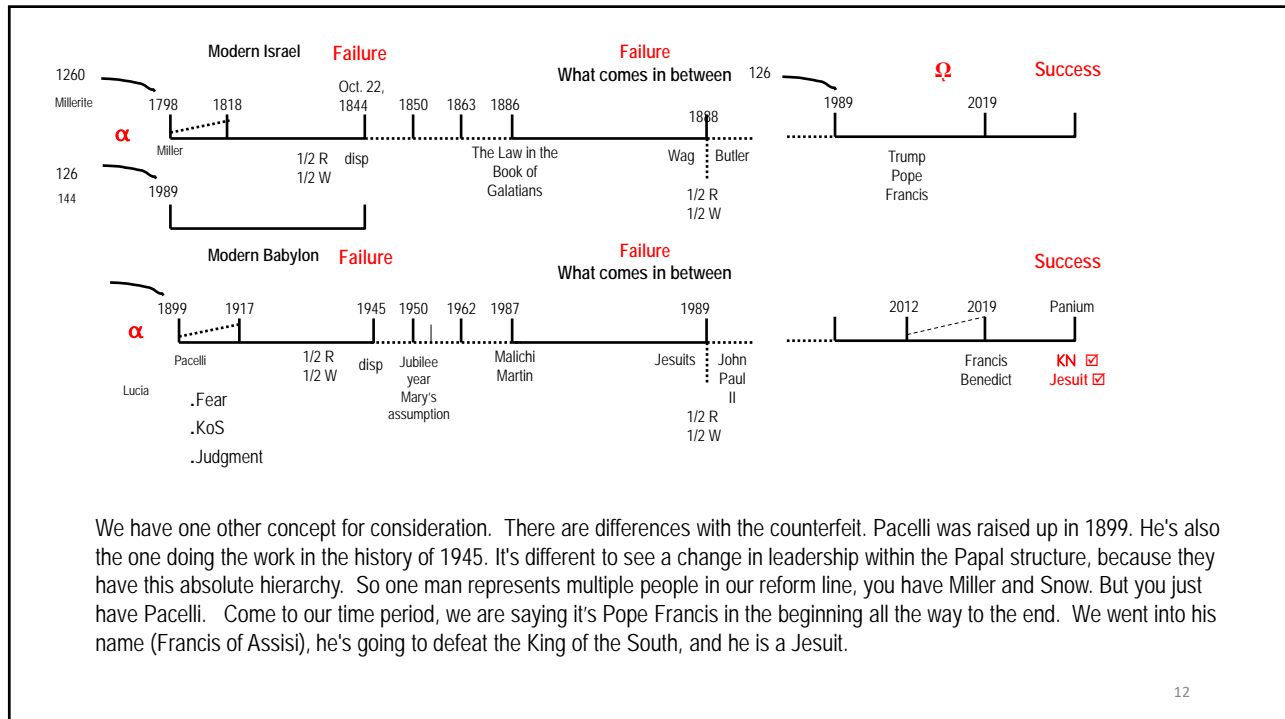 Modern Israel Failure Failure
What comes in between
1260 126 Ω Success
Millerite 1798 1818 Oct. 22,
1844 1850 1863 1886 1888 1989 2019
α
Miller 1/2 R disp The Law in the Wag Butler Trump
1/2 W Book of Pope
Galatians Francis
126 1989 1/2 R
144 1/2 W
Modern Babylon Failure Failure Success
What comes in between
1899 1917 1945 1950 1962 1987 1989 2012 2019 Panium
α
Pacelli 1/2 R disp Jubilee Malichi Jesuits John Francis KN ☑
1/2 W year Martin Paul Benedict Jesuit ☑
Lucia Mary's II
assumption
.Fear 1/2 R
.KoS 1/2 W
.Judgment
We have one other concept for consideration. There are differences with the counterfeit. Pacelli was raised up in 1899. He's also
the one doing the work in the history of 1945. It's different to see a change in leadership within the Papal structure, because they
have this absolute hierarchy. So one man represents multiple people in our reform line, you have Miller and Snow. But you just
have Pacelli. Come to our time period, we are saying it's Pope Francis in the beginning all the way to the end. We went into his
name (Francis of Assisi), he's going to defeat the King of the South, and he is a Jesuit.
12